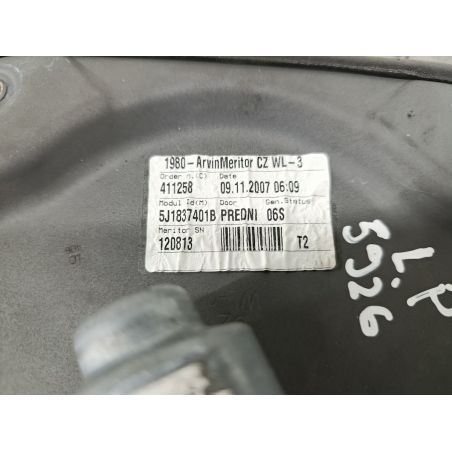 1980-ArvinMeritor CZ WL-3
Order n.(C) Date
411258 09.11.2007 06:09
Modul Id(M) Door Gen.Status
5J1837401B PREDNI 06S
Meritor SN
120813 T2
L.P
5926